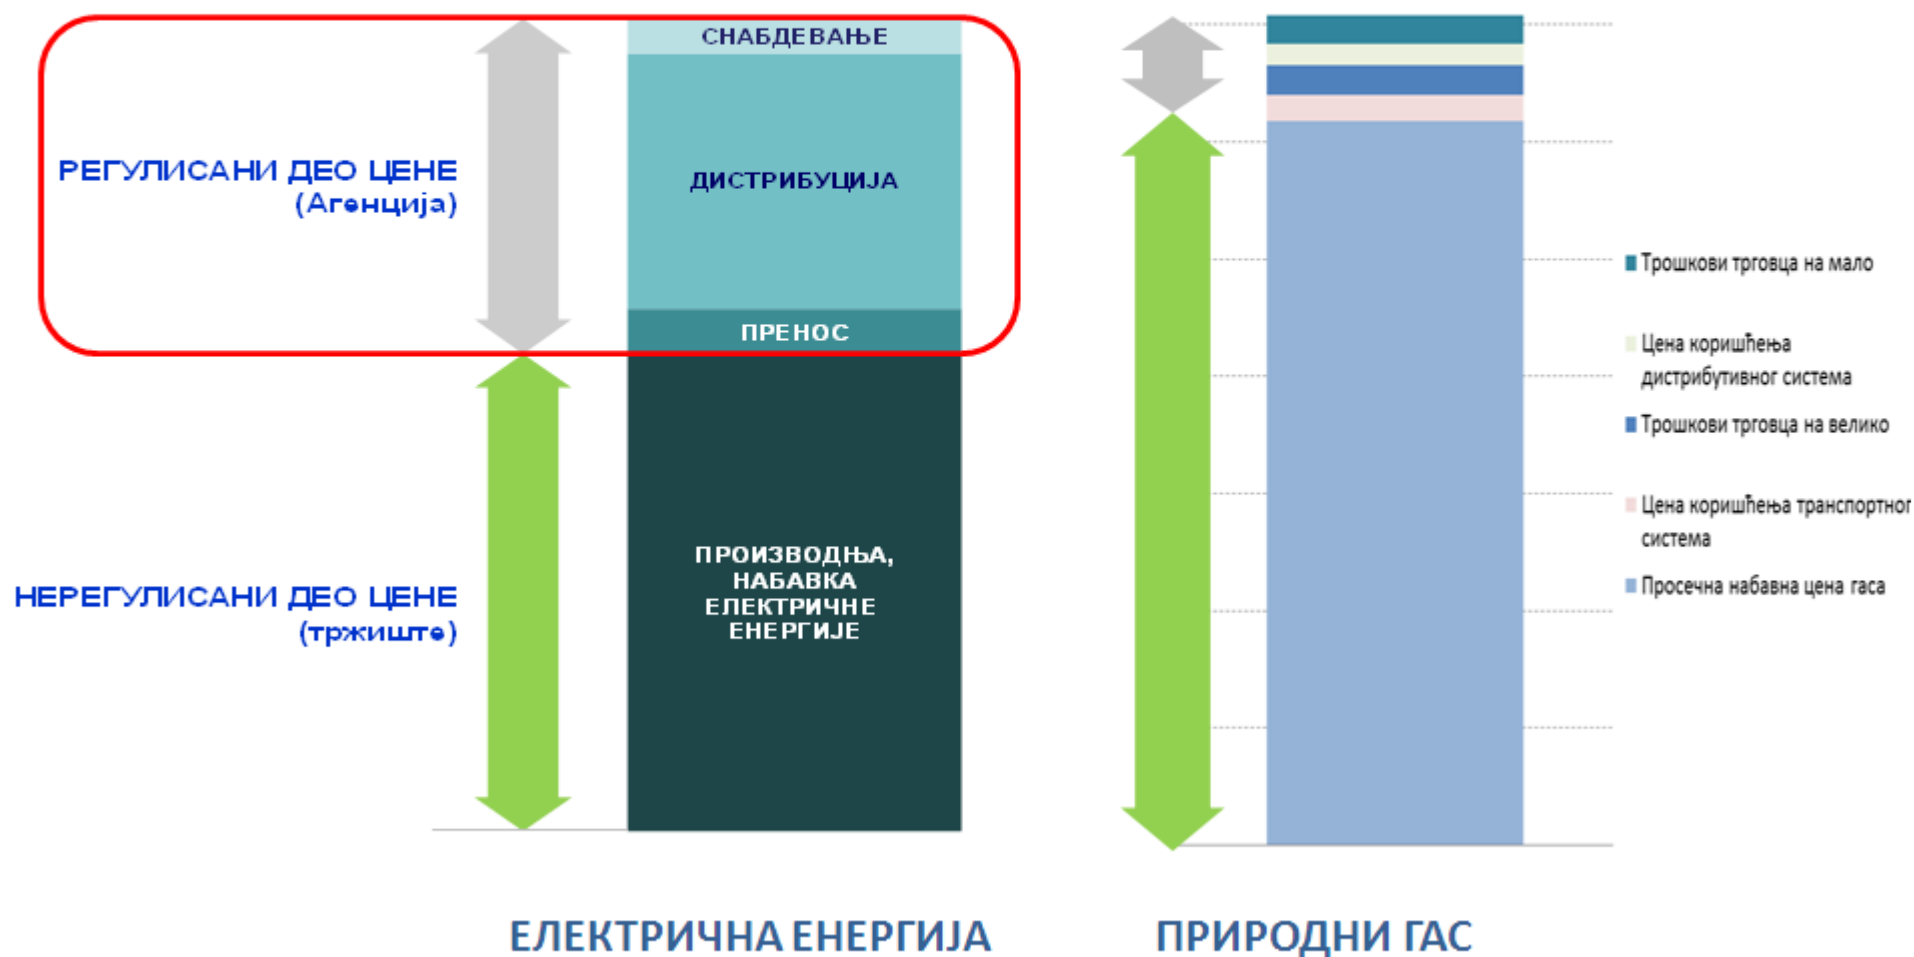 СНАБДЕВАЊЕ
ДИСТРИБУЦИЈА
ПРЕНОС
ПРОИЗВОДЊА,
НАБАВКА
ЕЛЕКТРИЧНЕ
ЕНЕРГИЈЕ
РЕГУЛИСАНИ ДЕО ЦЕНЕ
(Агенција)
НЕРЕГУЛИСАНИ ДЕО ЦЕНЕ
(тржиште)
Трошкови трговца на мало
Цена коришћења
дистрибутивног система
Трошкови трговца на велико
Цена коришћења транспортног
система
Просечна набавна цена гаса
ЕЛЕКТРИЧНА ЕНЕРГИЈА
ПРИРОДНИ ГАС